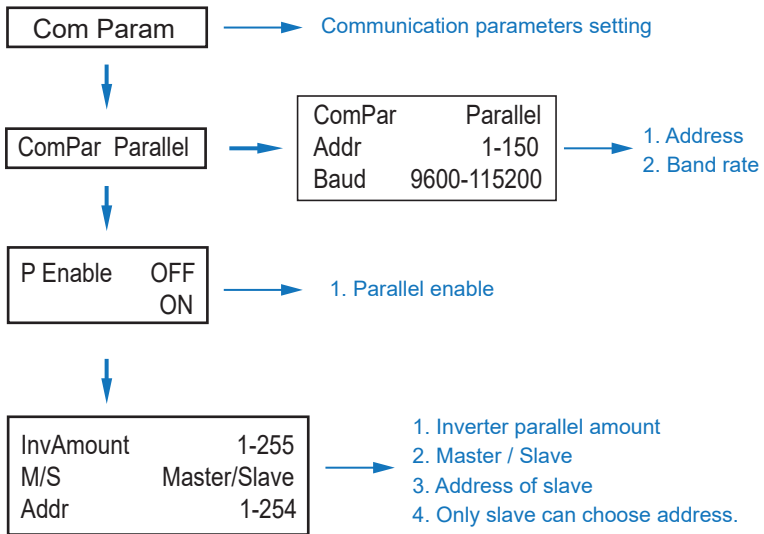 Com Param
Communication parameters setting
ComPar Parallel
ComPar Parallel
Addr 1-150
Baud 9600-115200
1. Address
2. Band rate
P Enable OFF
ON
1. Parallel enable
InvAmount 1-255
M/S Master/Slave
Addr 1-254
1. Inverter parallel amount
2. Master / Slave
3. Address of slave
4. Only slave can choose address.